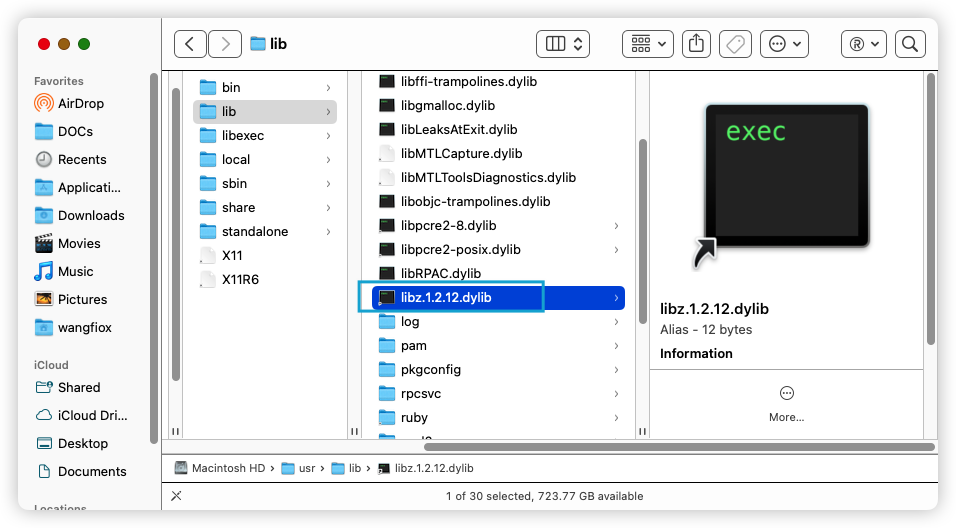 lib
Favorites
AirDrop
DOCs
Recents
Applicati...
Downloads
Movies
Music
Pictures
wangfiox
iCloud
Shared
iCloud Dri...
Desktop
Documents
Locations
bin
lib
libexec
local
sbin
share
standalone
X11
X11R6
libffi-trampolines.dylib
libgmalloc.dylib
libLeaksAtExit.dylib
libMTLCapture.dylib
libMTLToolsDiagnostics.dylib
libobjc-trampolines.dylib
libpcre2-8.dylib
libpcre2-posix.dylib
libRPAC.dylib
libz.1.2.12.dylib
log
pam
pkgconfig
rpcsvc
ruby
exec
libz.1.2.12.dylib
Alias - 12 bytes
Information
More...
Macintosh HD › usr › lib › libz.1.2.12.dylib
1 of 30 selected, 723.77 GB available